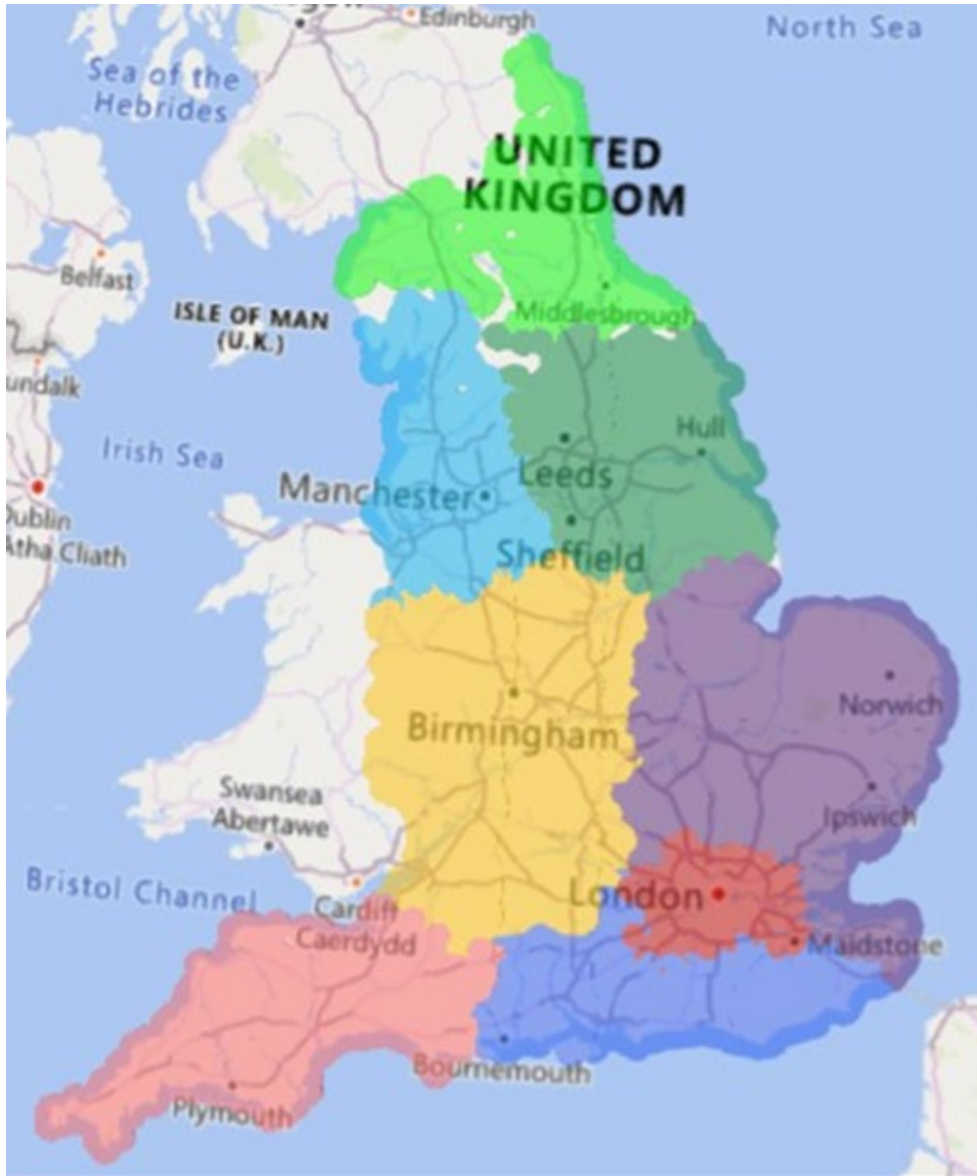 Edinburgh
North Sea
Sea of the
Hebrides
UNITED
KINGDOM
Belfast
ISLE OF MAN
(U.K.)
Middlesbrough
undalk
Hull
Irish Sea
Leeds
Manchester
Dublin
Atha Cliath
Sheffield
Norwich
Birmingham
Swansea
Abertawe
Ipswich
Bristol Channel
London
Cardiff
Caerdydd
Maidstone
Bournemouth
Plymouth